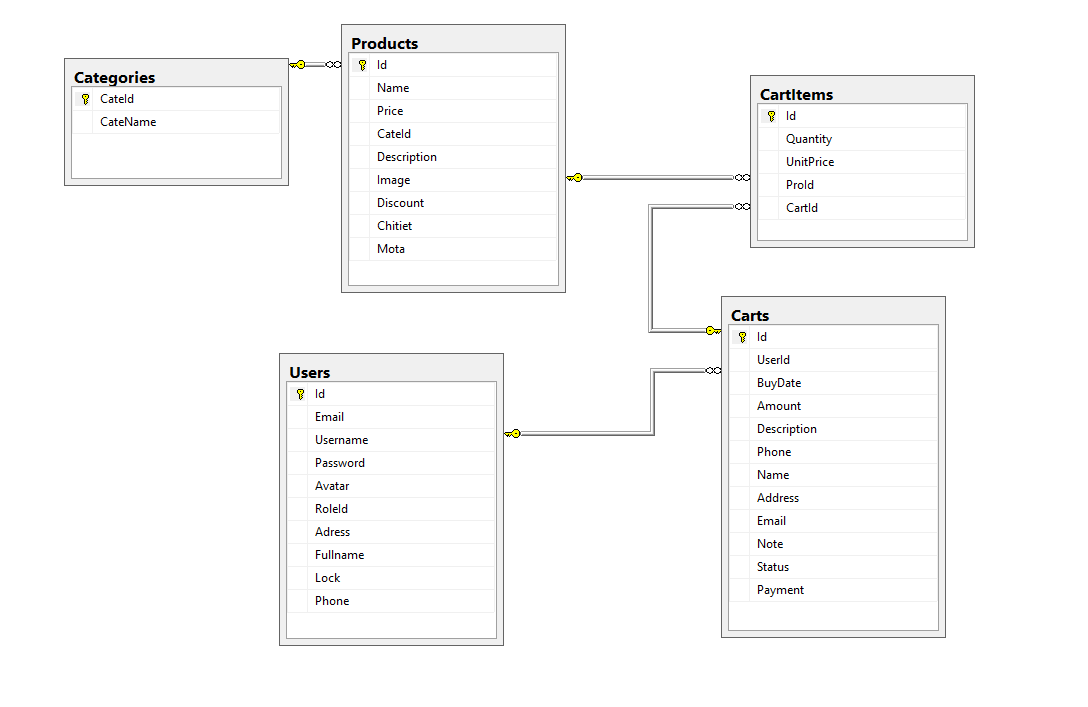 Categories
CateId
CateName
Products
Id
Name
Price
CateId
Description
Image
Discount
Chitiet
Mota
CartItems
Id
Quantity
UnitPrice
ProId
CartId
Users
Id
Email
Username
Password
Avatar
RoleId
Adress
Fullname
Lock
Phone
Carts
Id
UserId
BuyDate
Amount
Description
Phone
Name
Address
Email
Note
Status
Payment